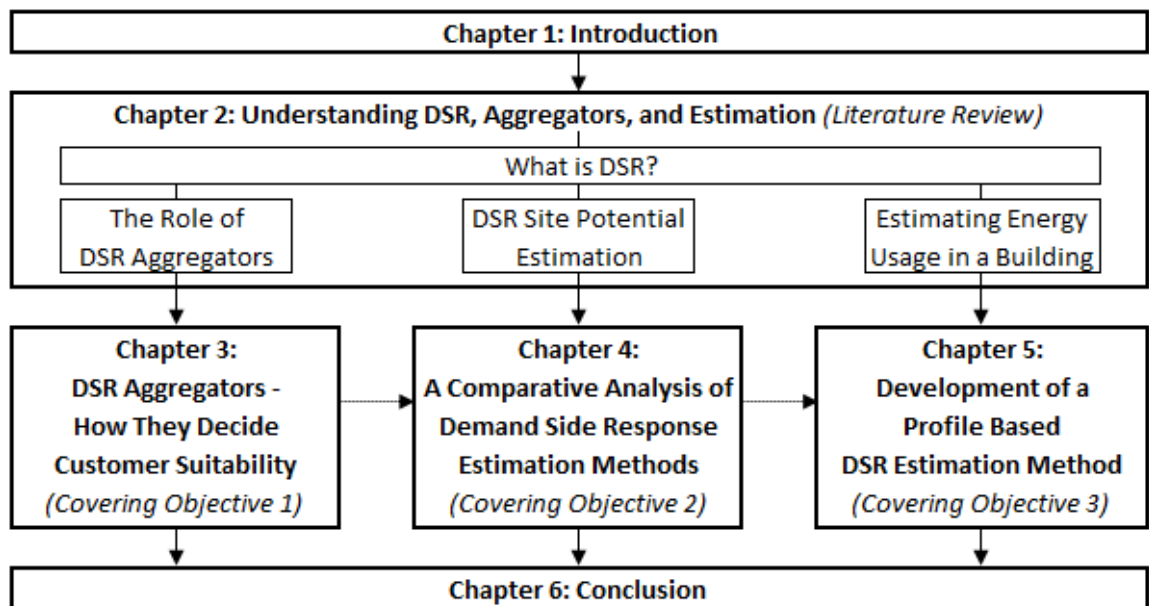 Chapter 1: Introduction
Chapter 2: Understanding DSR, Aggregators, and Estimation (Literature Review)
What is DSR?
The Role of
DSR Aggregators
DSR Site Potential
Estimation
Estimating Energy
Usage in a Building
Chapter 3:
DSR Aggregators -
How They Decide
Customer Suitability
(Covering Objective 1)
Chapter 4:
A Comparative Analysis of
Demand Side Response
Estimation Methods
(Covering Objective 2)
Chapter 5:
Development of a
Profile Based
DSR Estimation Method
(Covering Objective 3)
Chapter 6: Conclusion